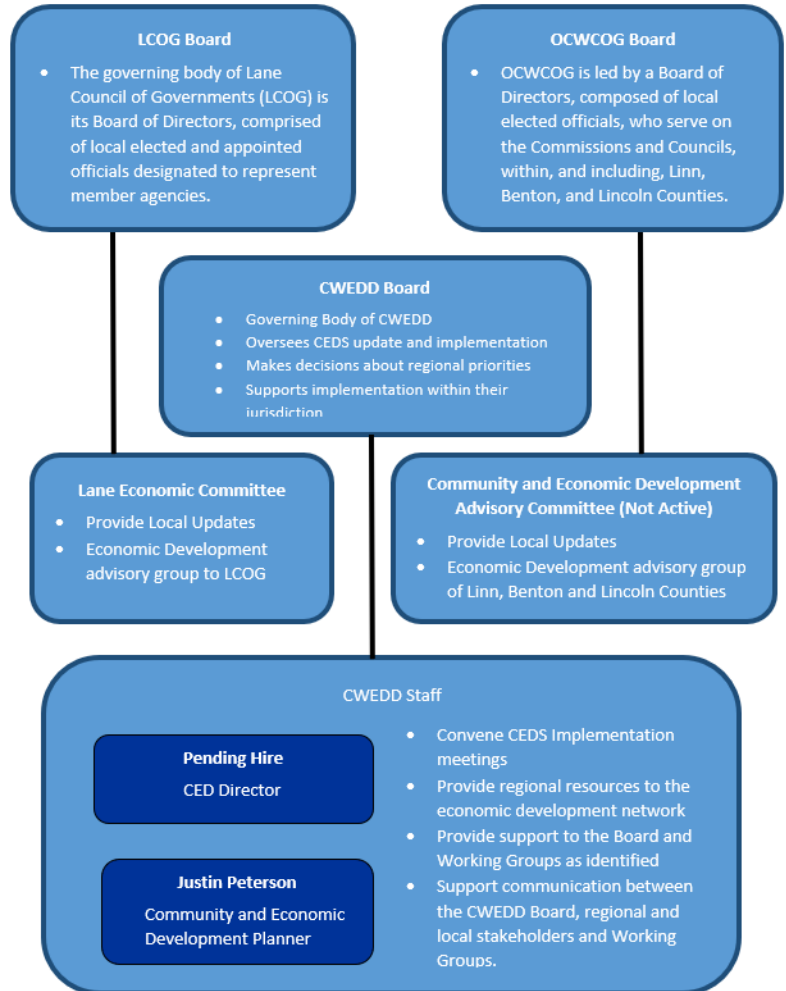 LCOG Board
• The governing body of Lane
Council of Governments (LCOG) is
its Board of Directors, comprised
of local elected and appointed
officials designated to represent
member agencies.
OCWCOG Board
• OCWCOG is led by a Board of
Directors, composed of local
elected officials, who serve on
the Commissions and Councils,
within, and including, Linn,
Benton, and Lincoln Counties.
CWEDD Board
• Governing Body of CWEDD
• Oversees CEDS update and implementation
• Makes decisions about regional priorities
• Supports implementation within their
jurisdiction
Lane Economic Committee
• Provide Local Updates
• Economic Development
advisory group to LCOG
Community and Economic Development
Advisory Committee (Not Active)
• Provide Local Updates
• Economic Development advisory group
of Linn, Benton and Lincoln Counties
CWEDD Staff
Pending Hire
CED Director
Justin Peterson
Community and Economic
Development Planner
• Convene CEDS Implementation
meetings
• Provide regional resources to the
economic development network
• Provide support to the Board and
Working Groups as identified
• Support communication between
the CWEDD Board, regional and
local stakeholders and Working
Groups.